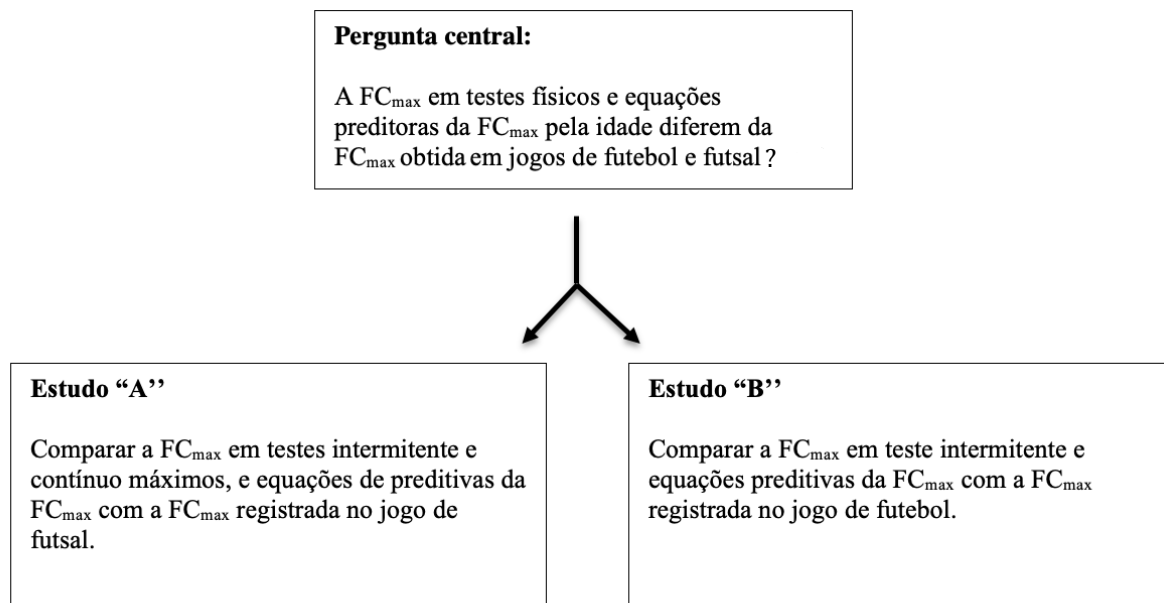 Pergunta central:
A FCmax em testes físicos e equações
preditoras da FCmax pela idade diferem da
FCmax obtida em jogos de futebol e futsal ?
Estudo “A’’
Comparar a FCmax em testes intermitente e
contínuo máximos, e equações de preditivas da
FCmax com a FCmax registrada no jogo de
futsal.
Estudo “B’’
Comparar a FCmax em teste intermitente e
equações preditivas da FCmax com a FCmax
registrada no jogo de futebol.